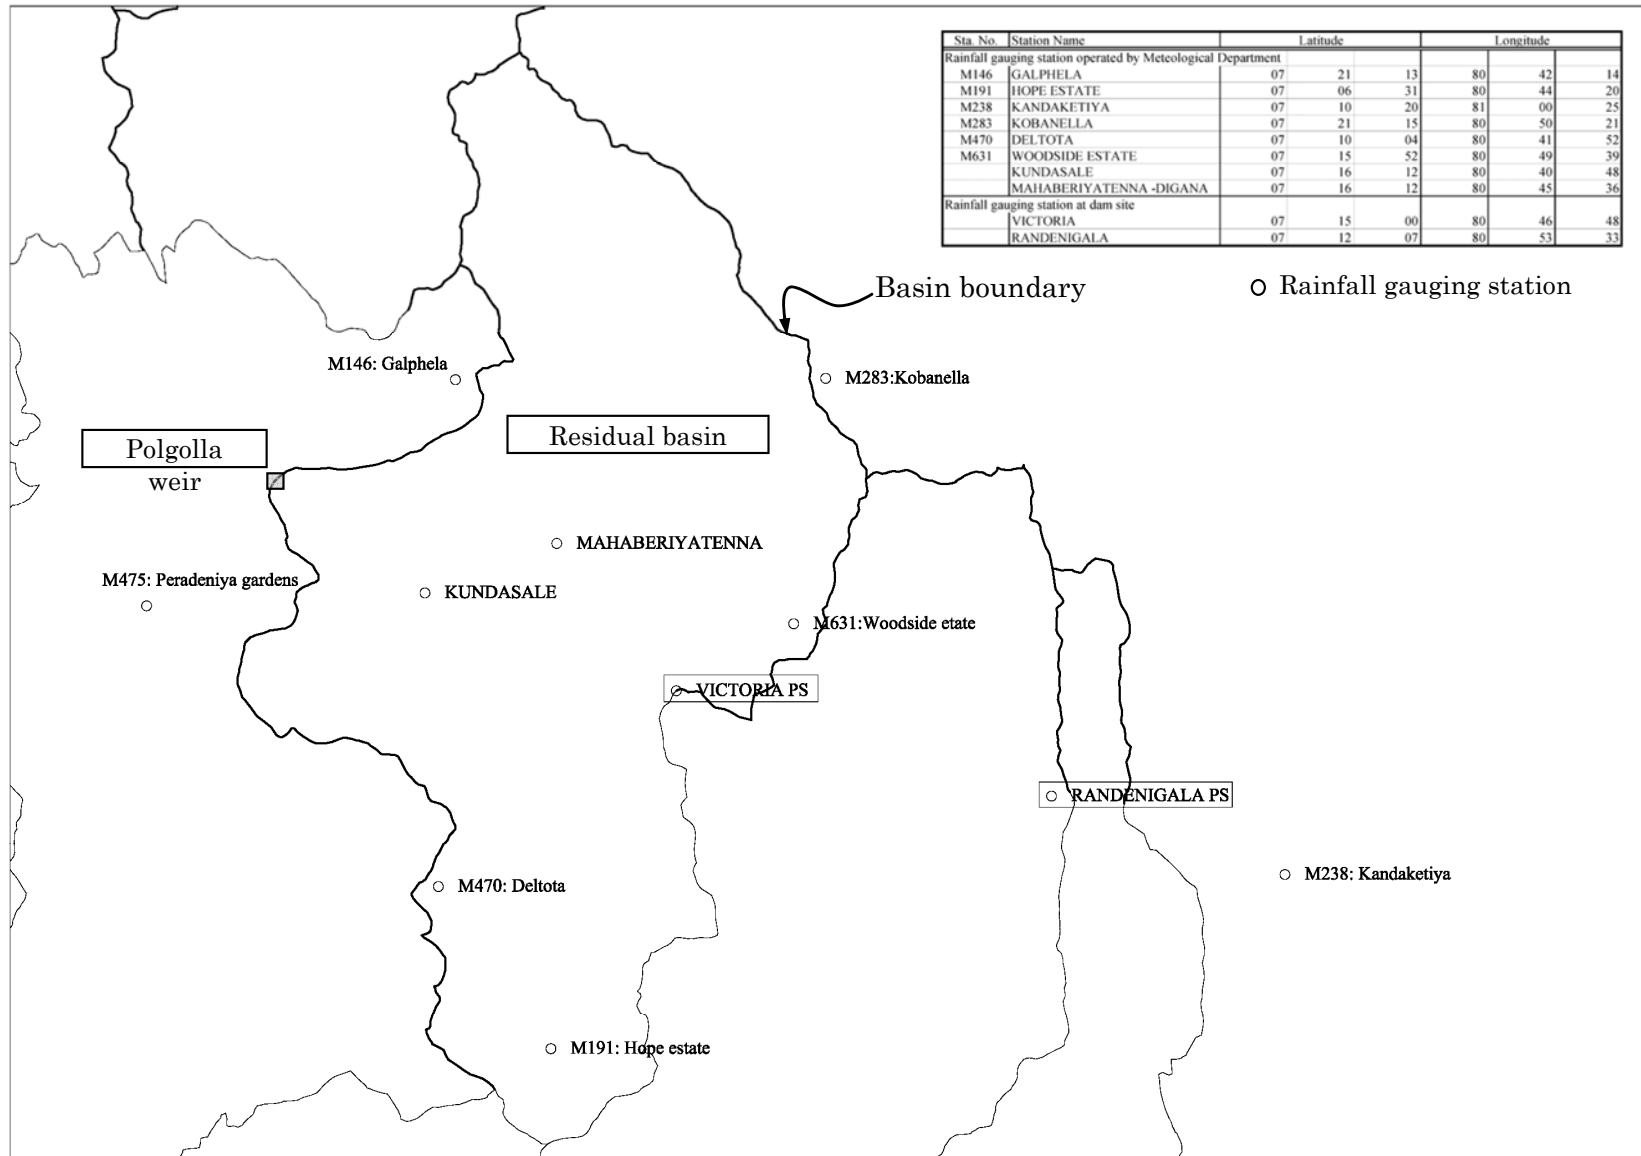 Sta. No. Station Name Latitude Longitude
Rainfall gauging station operated by Meteological Department
M146 GALPHELA 07 21 13 80 42 14
M191 HOPE ESTATE 07 06 31 80 44 20
M238 KANDAKETIYA 07 10 20 81 00 25
M283 KOBANELLA 07 21 15 80 50 21
M470 DELTOTA 07 10 04 80 41 52
M631 WOODSIDE ESTATE 07 15 52 80 49 39
KUNDASALE 07 16 12 80 40 48
MAHABERIYATENNA -DIGANA 07 16 12 80 45 36
Rainfall gauging station at dam site
VICTORIA 07 15 00 80 46 48
RANDENIGALA 07 12 07 80 53 33
Basin boundary
Rainfall gauging station
M146: Galphela
M283:Kobanella
Polgolla
weir
Residual basin
MAHABERIYATENNA
M475: Peradeniya gardens
KUNDASALE
M631:Woodside etate
VICTORIA PS
RANDENIGALA PS
M238: Kandaketiya
M470: Deltota
M191: Hope estate